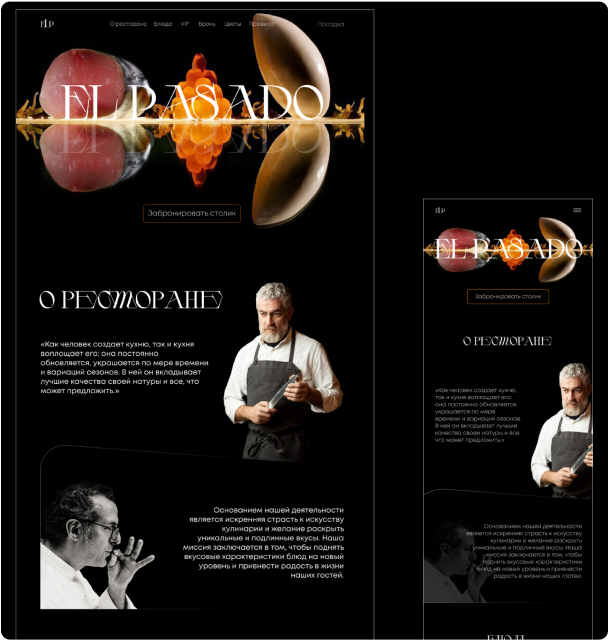 О ресторане Блюда VIP Бронь Цветы Правила Посадка
EL PASADO
Забронировать столик
О РЕСТОРАНЕ
«Как человек создает кухню, так и кухня
воплощает его: она постоянно
обновляется, украшается по мере времени
и вариаций сезонов. В ней он вкладывает
лучшие качества своей натуры и все, что
может предложить.»
Основанием нашей деятельности
является искренняя страсть к искусству
кулинарии и желание раскрыть
уникальные и подлинные вкусы. Наша
миссия заключается в том, чтобы поднять
вкусовые характеристики блюд на новый
уровень и привнести радость в жизни
наших гостей.
EL PASADO
Забронировать столик
О РЕСТОРАНЕ
«Как человек создает кухню,
так и кухня воплощает его:
она постоянно обновляется,
украшается по мере
времени и вариаций сезонов.
В ней он вкладывает лучшие
качества своей натуры и все,
что может предложить.»
Основанием нашей деятельности
является искренняя страсть к искусству
кулинарии и желание раскрыть
уникальные и подлинные вкусы. Наша
миссия заключается в том, чтобы
поднять вкусовые характеристики
блюд на новый уровень и привнести
радость в жизни наших гостей.